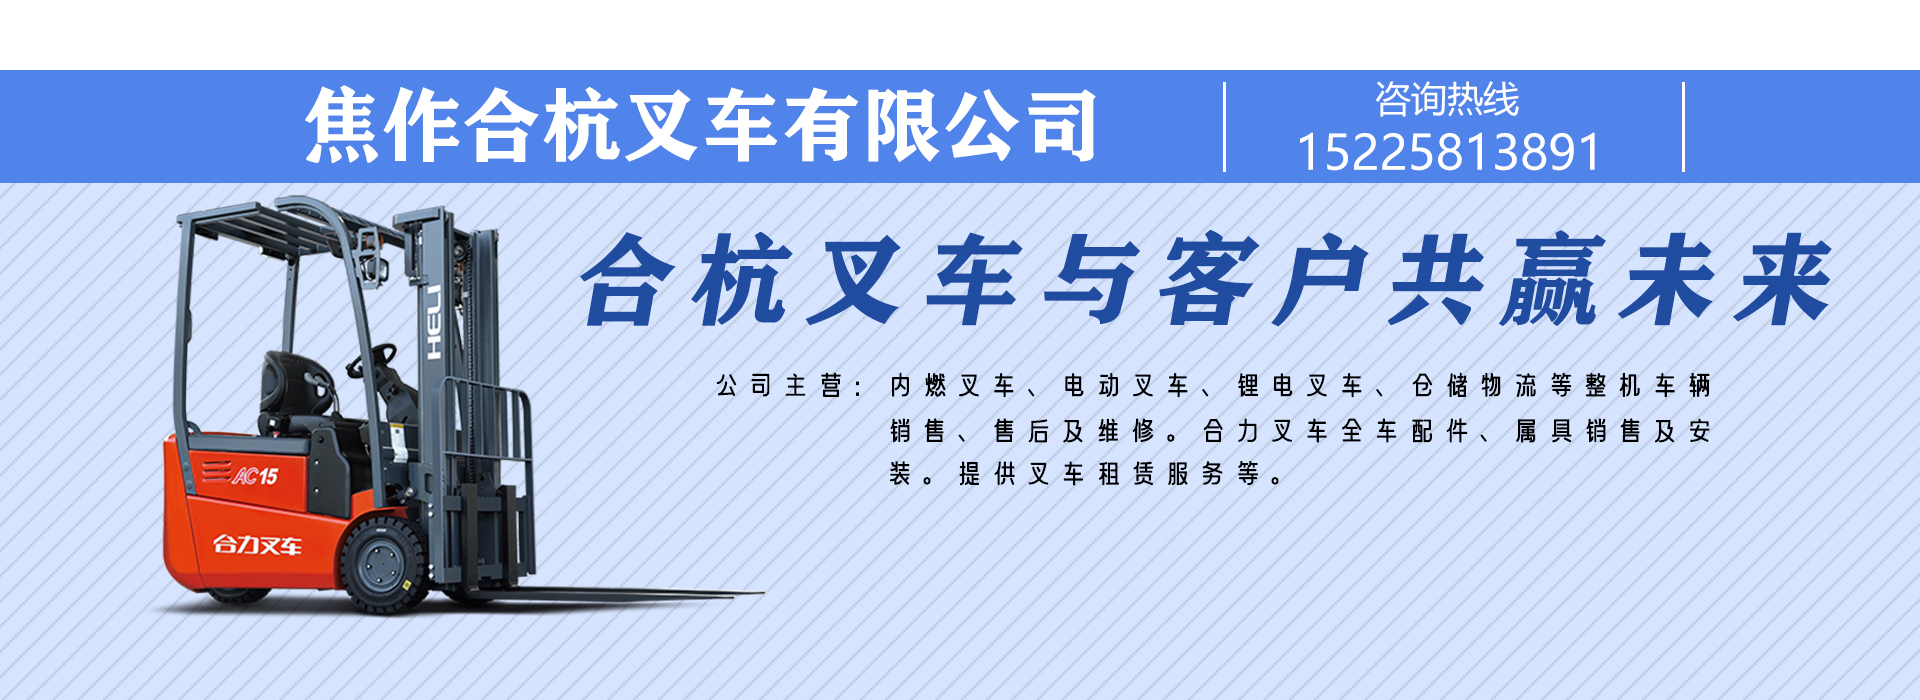 焦作合杭叉车有限公司
咨询热线
15225813891
合杭叉车与客户共赢未来
公司主营：内燃叉车、电动叉车、锂电叉车、仓储物流等整机车辆
销售、售后及维修。合力叉车全车配件、属具销售及安
装。提供叉车租赁服务等。
HELI
AC15
合力叉车